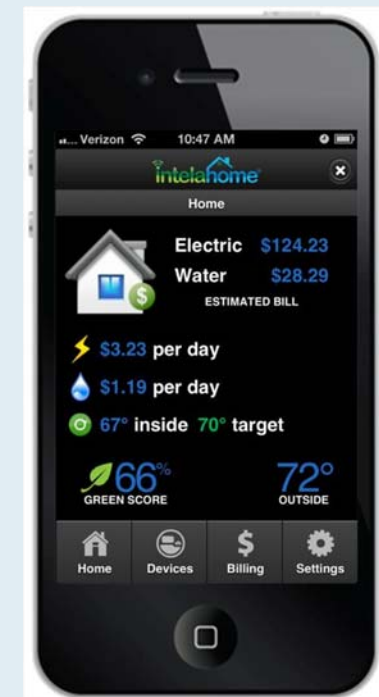 Verizon 10:47 AM
intelahome
Home
Electric $124.23
Water $28.29
ESTIMATED BILL
$3.23 per day
$1.19 per day
67° inside 70° target
66% 72°
GREEN SCORE OUTSIDE
Home Devices Billing Settings